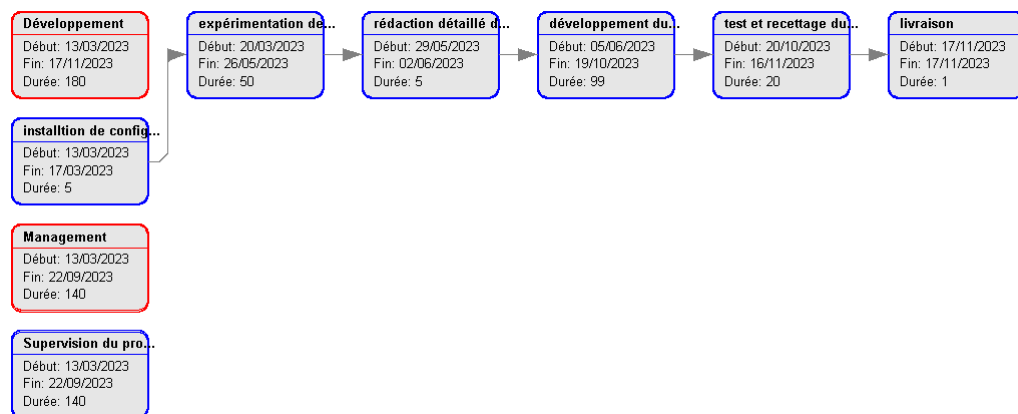 Développement
Début: 13/03/2023
Fin: 17/11/2023
Durée: 180
expérimentation de...
Début: 20/03/2023
Fin: 26/05/2023
Durée: 50
rédaction détaillé d...
Début: 29/05/2023
Fin: 02/06/2023
Durée: 5
développement du...
Début: 05/06/2023
Fin: 19/10/2023
Durée: 99
test et recettage du...
Début: 20/10/2023
Fin: 16/11/2023
Durée: 20
livraison
Début: 17/11/2023
Fin: 17/11/2023
Durée: 1
installtion de config...
Début: 13/03/2023
Fin: 17/03/2023
Durée: 5
Management
Début: 13/03/2023
Fin: 22/09/2023
Durée: 140
Supervision du pro...
Début: 13/03/2023
Fin: 22/09/2023
Durée: 140